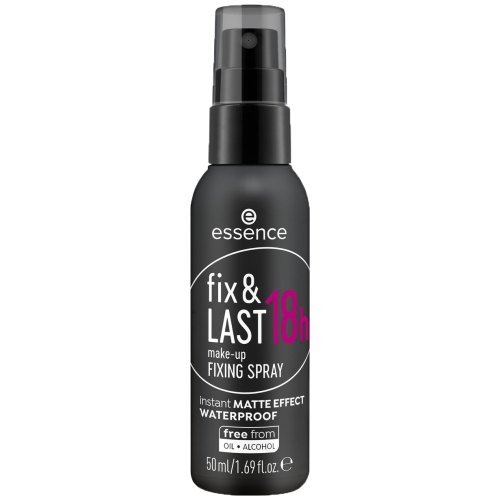 essence
fix &
LAST 18h
make-up
FIXING SPRAY
instant MATTE EFFECT
WATERPROOF
free from
OIL • ALCOHOL
50 ml/1.69 fl.oz. ℮